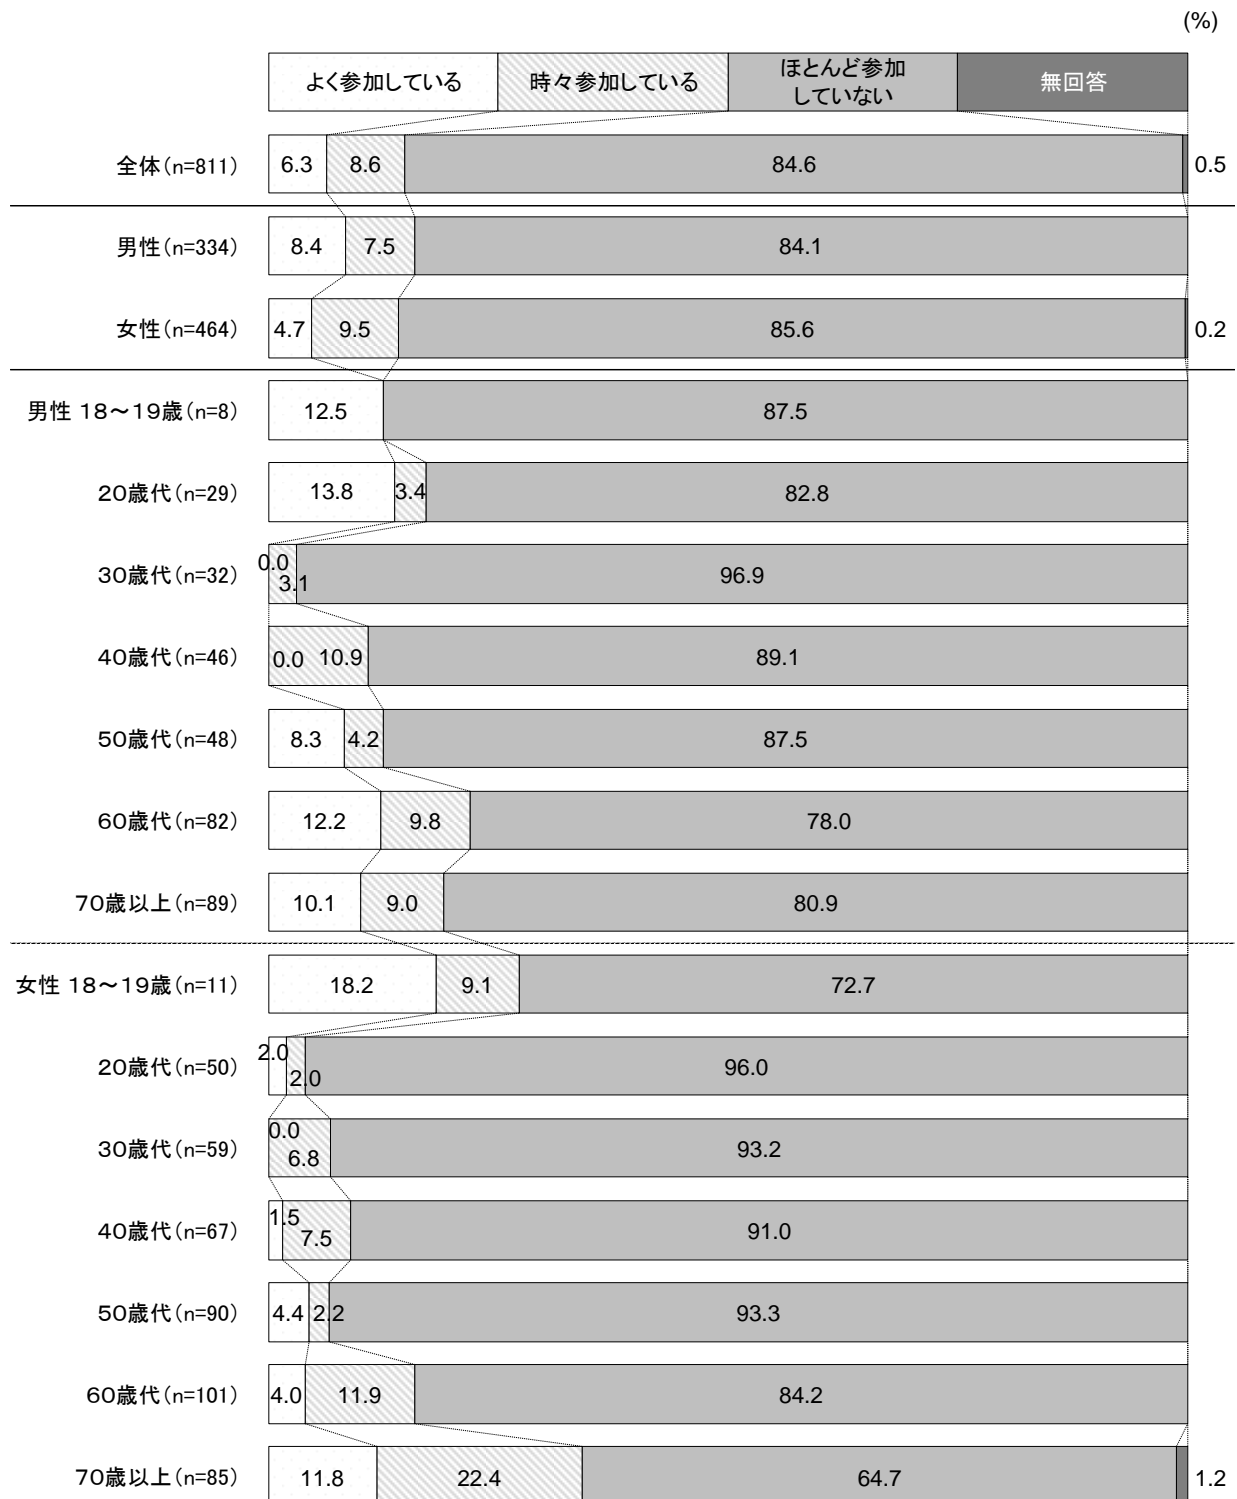 (%)
よく参加している 時々参加している ほとんど参加
していない 無回答
全体(n=811) 6.3 8.6 84.6 0.5
男性(n=334) 8.4 7.5 84.1
女性(n=464) 4.7 9.5 85.6 0.2
男性 18~19歳(n=8) 12.5 87.5
20歳代(n=29) 13.8 3.4 82.8
30歳代(n=32) 0.0 3.1 96.9
40歳代(n=46) 0.0 10.9 89.1
50歳代(n=48) 8.3 4.2 87.5
60歳代(n=82) 12.2 9.8 78.0
70歳以上(n=89) 10.1 9.0 80.9
女性 18~19歳(n=11) 18.2 9.1 72.7
20歳代(n=50) 2.0 2.0 96.0
30歳代(n=59) 0.0 6.8 93.2
40歳代(n=67) 1.5 7.5 91.0
50歳代(n=90) 4.4 2.2 93.3
60歳代(n=101) 4.0 11.9 84.2
70歳以上(n=85) 11.8 22.4 64.7 1.2